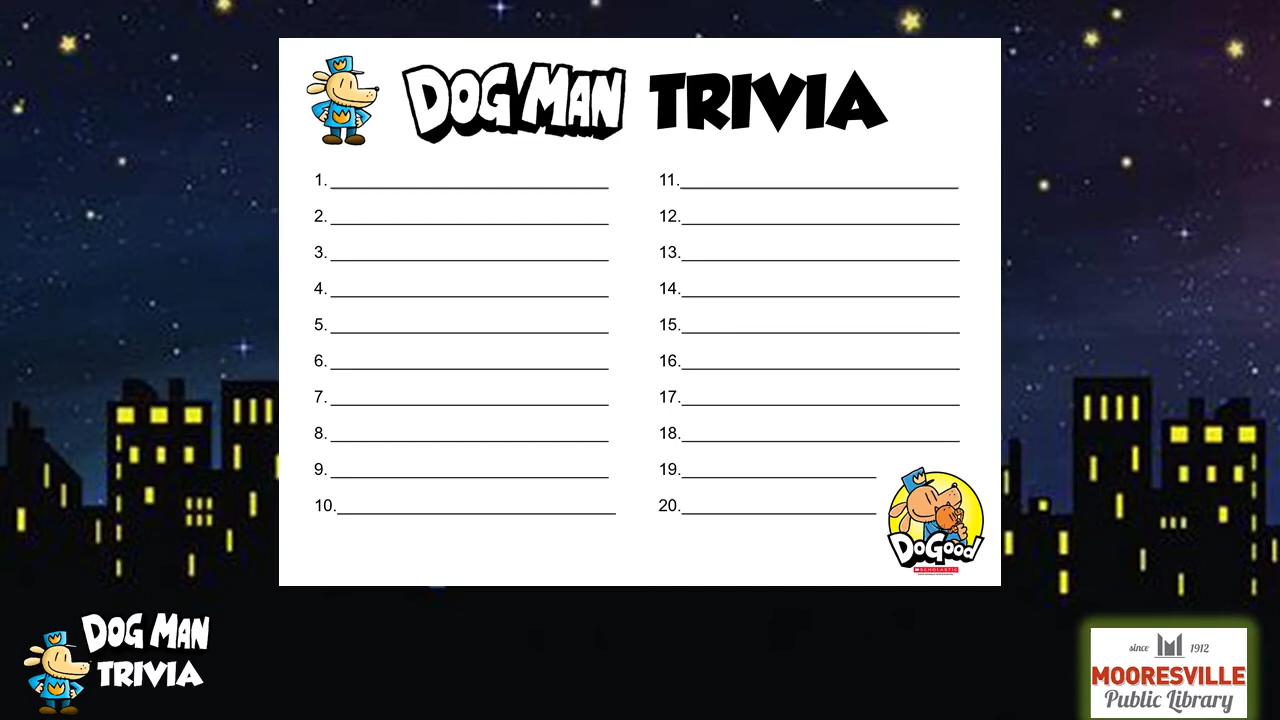 DOG MAN TRIVIA
1.
2.
3.
4.
5.
6.
7.
8.
9.
10.
11.
12.
13.
14.
15.
16.
17.
18.
19.
20.
DoGood
SCHOLASTIC
DOG MAN
TRIVIA
since 1912
MOORESVILLE
Public Library